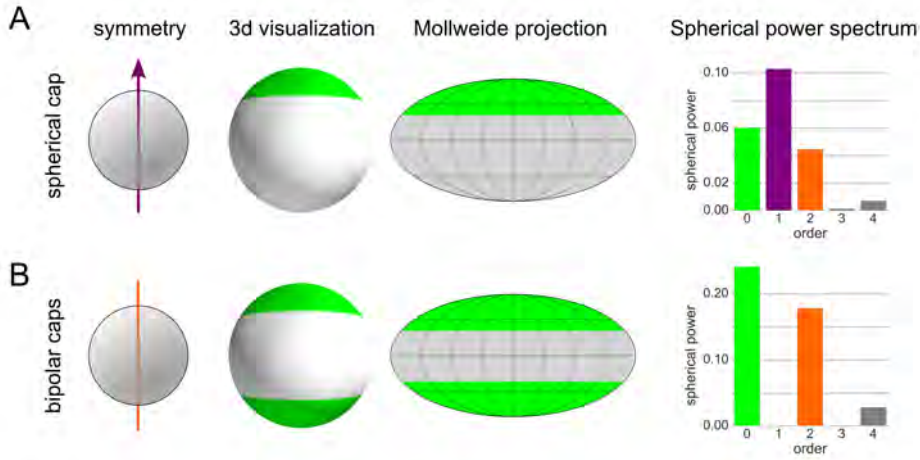 A
symmetry
3d visualization
Mollweide projection
Spherical power spectrum
spherical cap
spherical power
0.10
0.06
0.02
0.00
0 1 2 3 4
order
B
bipolar caps
spherical power
0.20
0.10
0.00
0 1 2 3 4
order